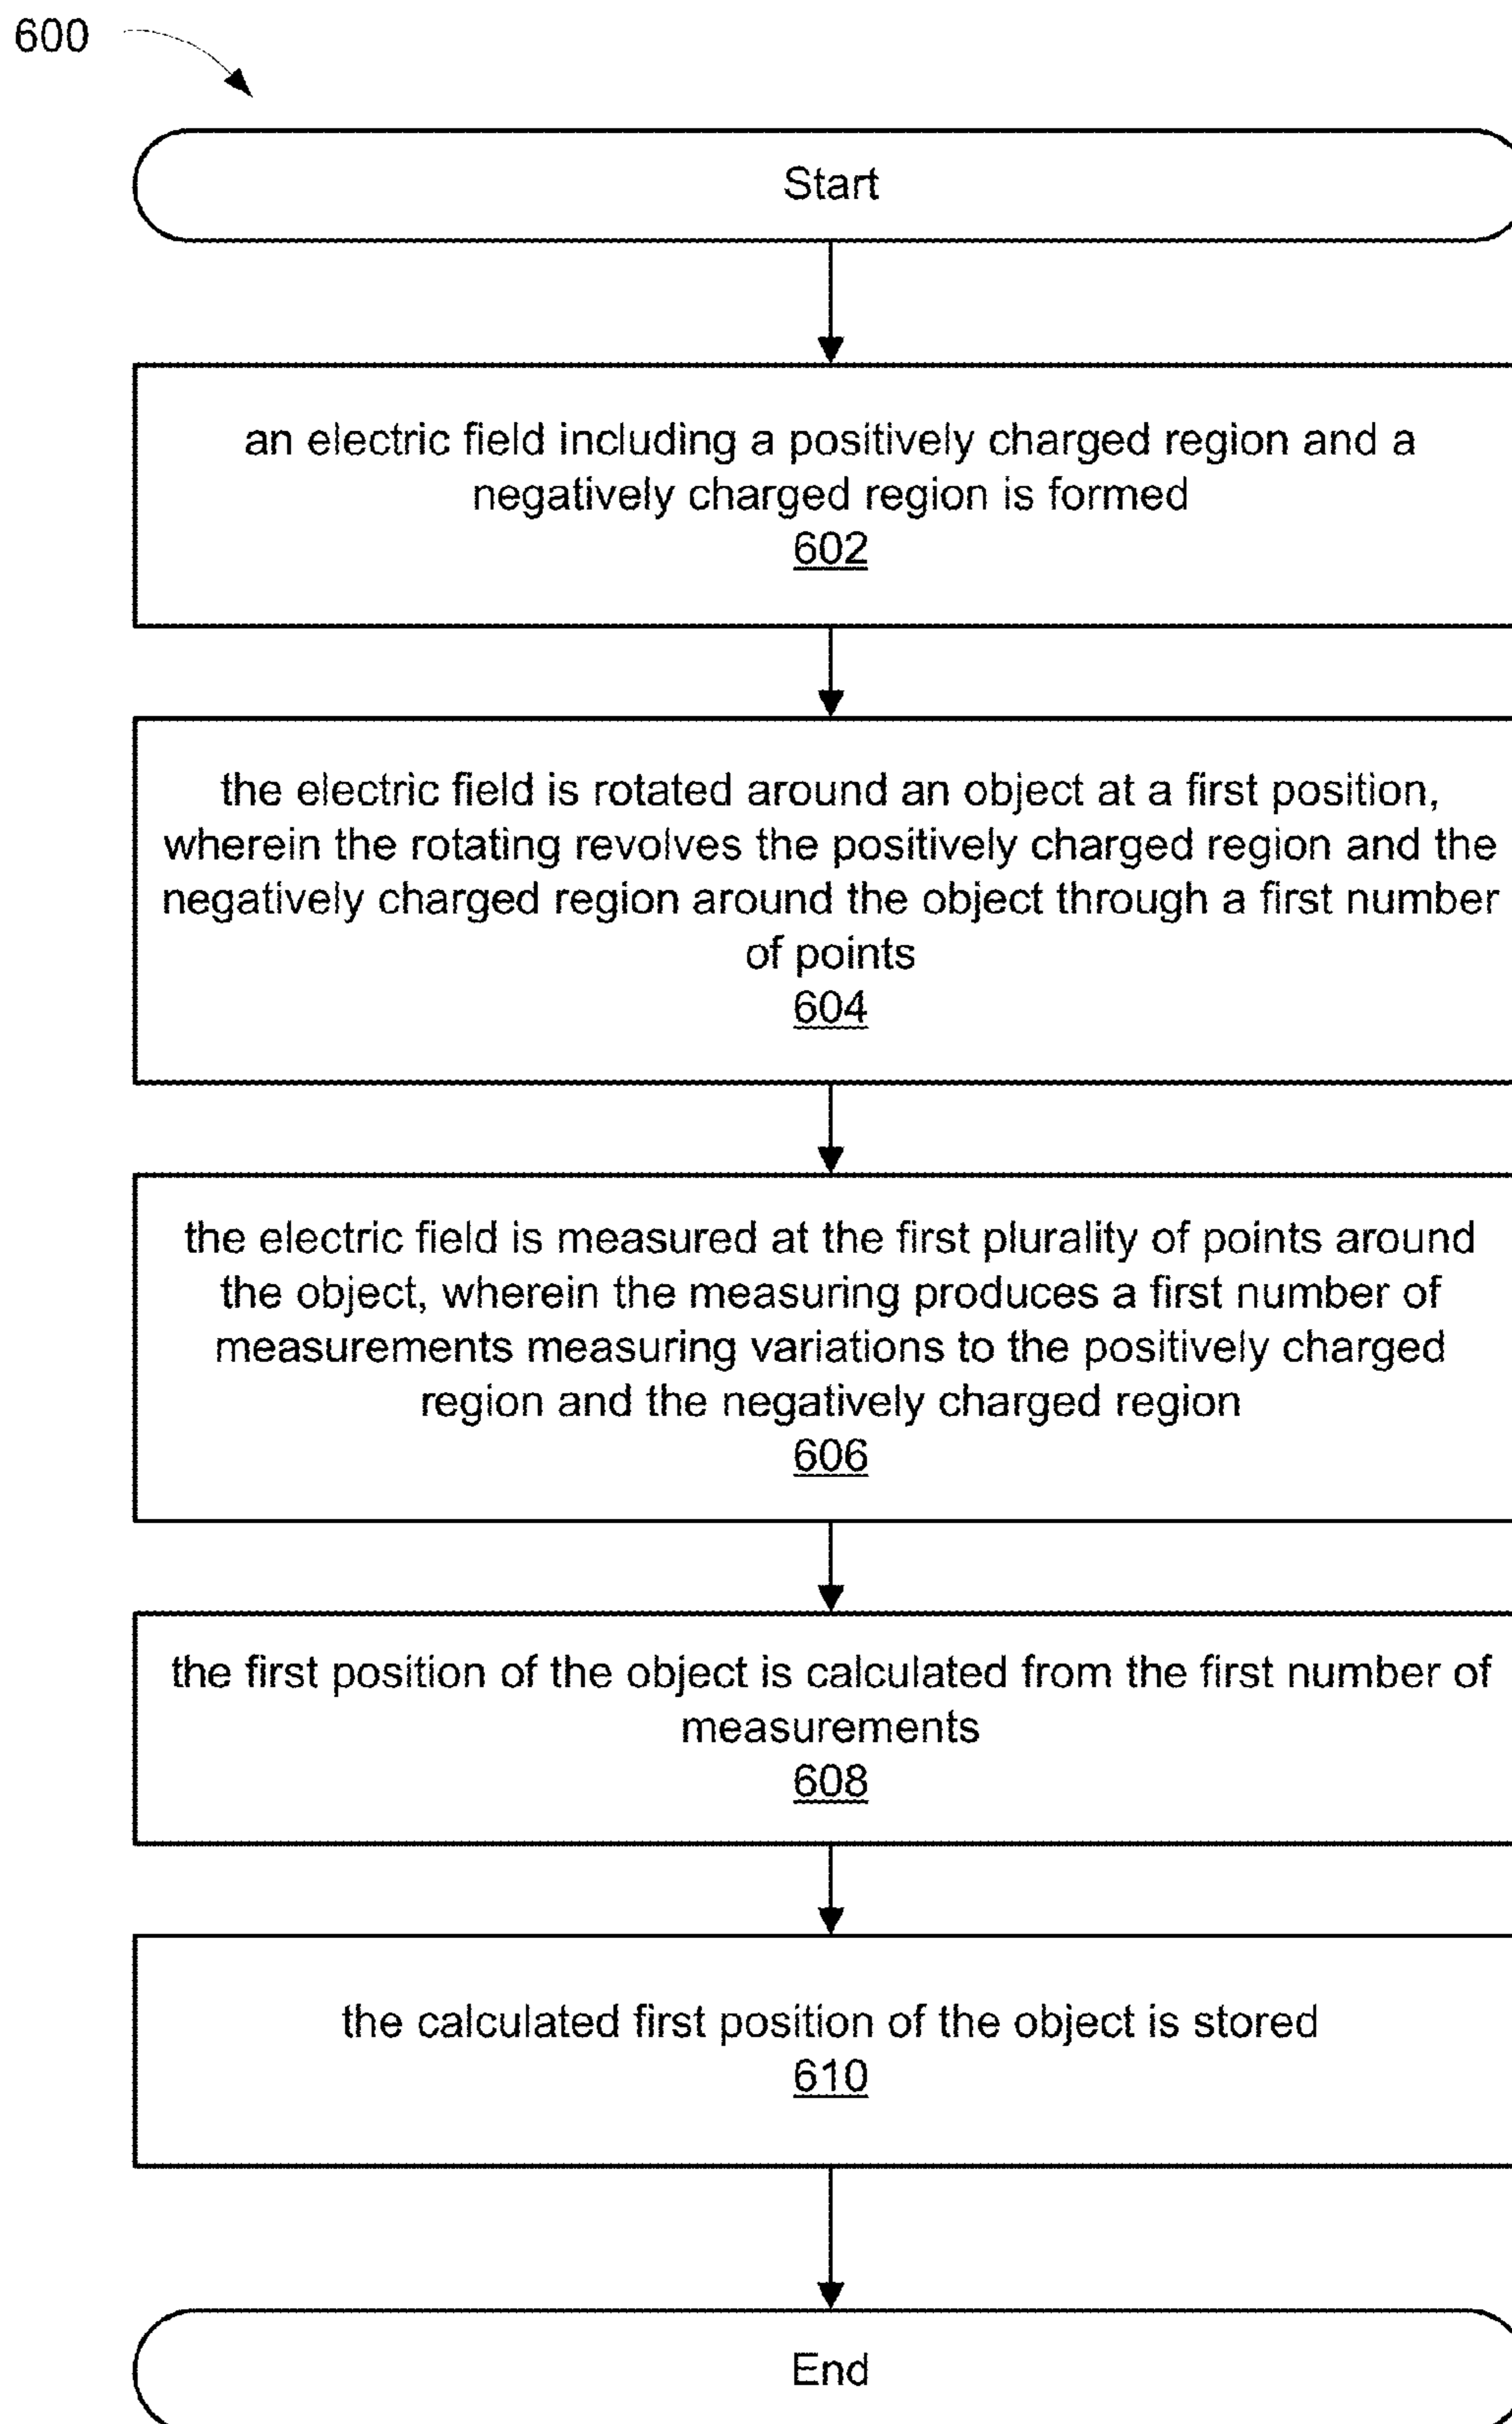 600
Start
an electric field including a positively charged region and a
negatively charged region is formed
602
the electric field is rotated around an object at a first position,
wherein the rotating revolves the positively charged region and the
negatively charged region around the object through a first number
of points
604
the electric field is measured at the first plurality of points around
the object, wherein the measuring produces a first number of
measurements measuring variations to the positively charged
region and the negatively charged region
606
the first position of the object is calculated from the first number of
measurements
608
the calculated first position of the object is stored
610
End